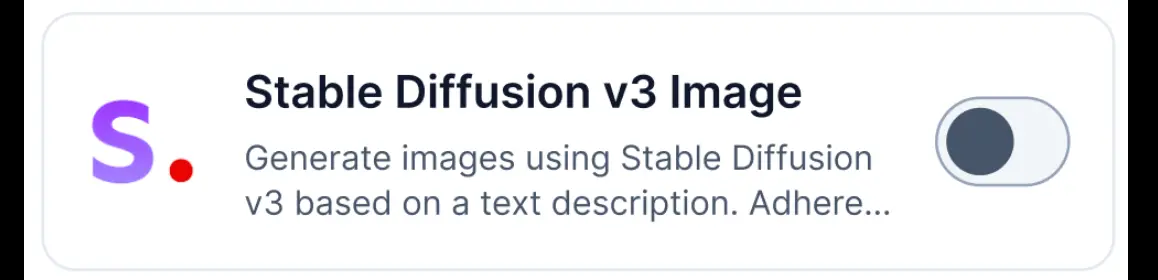 S.
Stable Diffusion v3 Image
Generate images using Stable Diffusion
v3 based on a text description. Adhere...